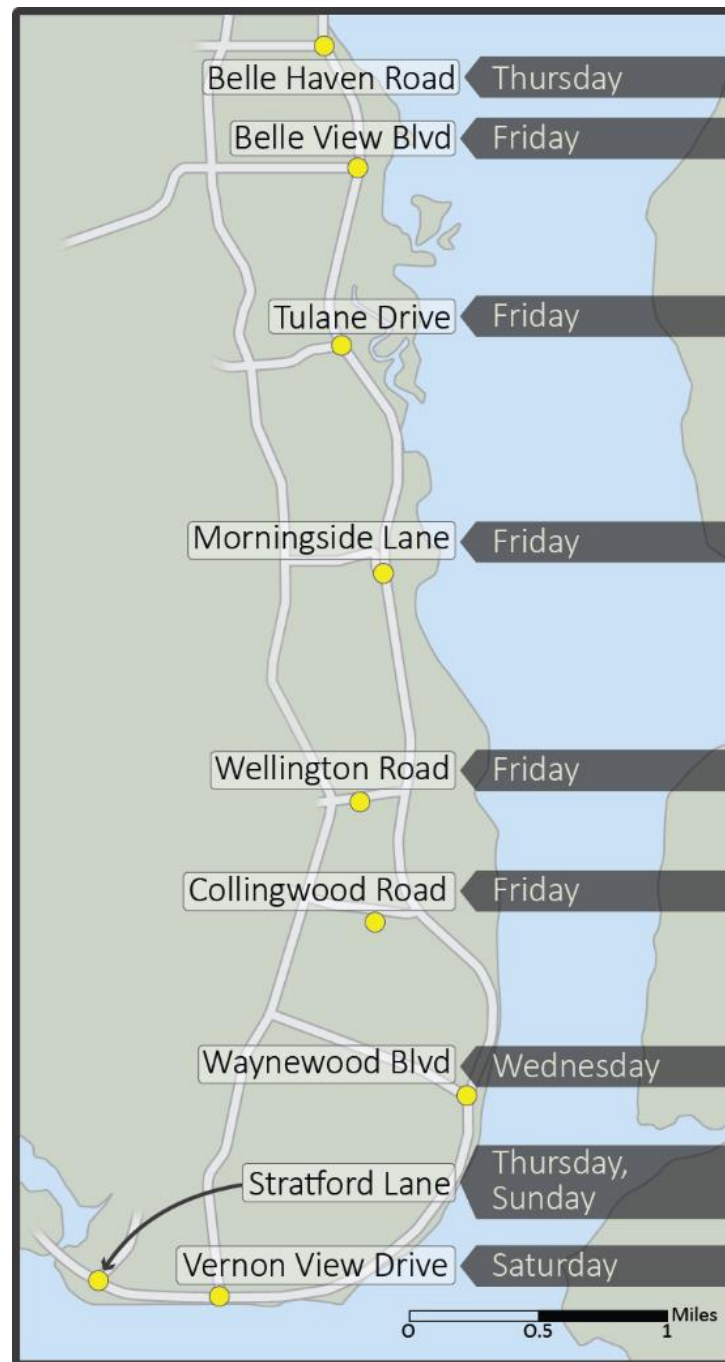 Belle Haven Road Thursday
Belle View Blvd Friday
Tulane Drive Friday
Morningside Lane Friday
Wellington Road Friday
Collingwood Road Friday
Waynewood Blvd Wednesday
Stratford Lane Thursday,
Sunday
Vernon View Drive Saturday
Miles
0 0.5 1